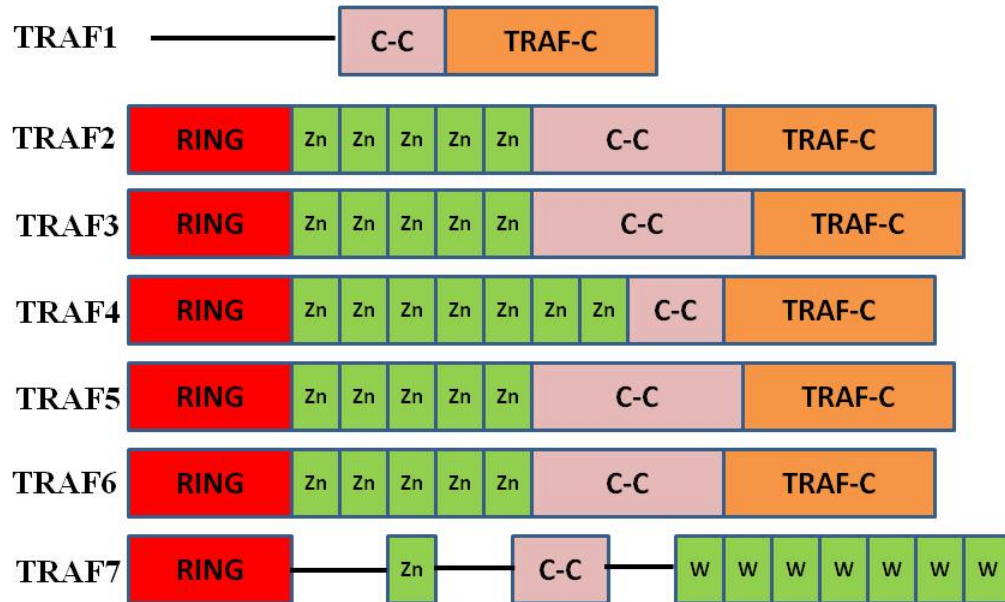 TRAF1 C-C TRAF-C
TRAF2 RING Zn Zn Zn Zn Zn C-C TRAF-C
TRAF3 RING Zn Zn Zn Zn Zn C-C TRAF-C
TRAF4 RING Zn Zn Zn Zn Zn Zn Zn C-C TRAF-C
TRAF5 RING Zn Zn Zn Zn Zn C-C TRAF-C
TRAF6 RING Zn Zn Zn Zn Zn C-C TRAF-C
TRAF7 RING Zn C-C W W W W W W W